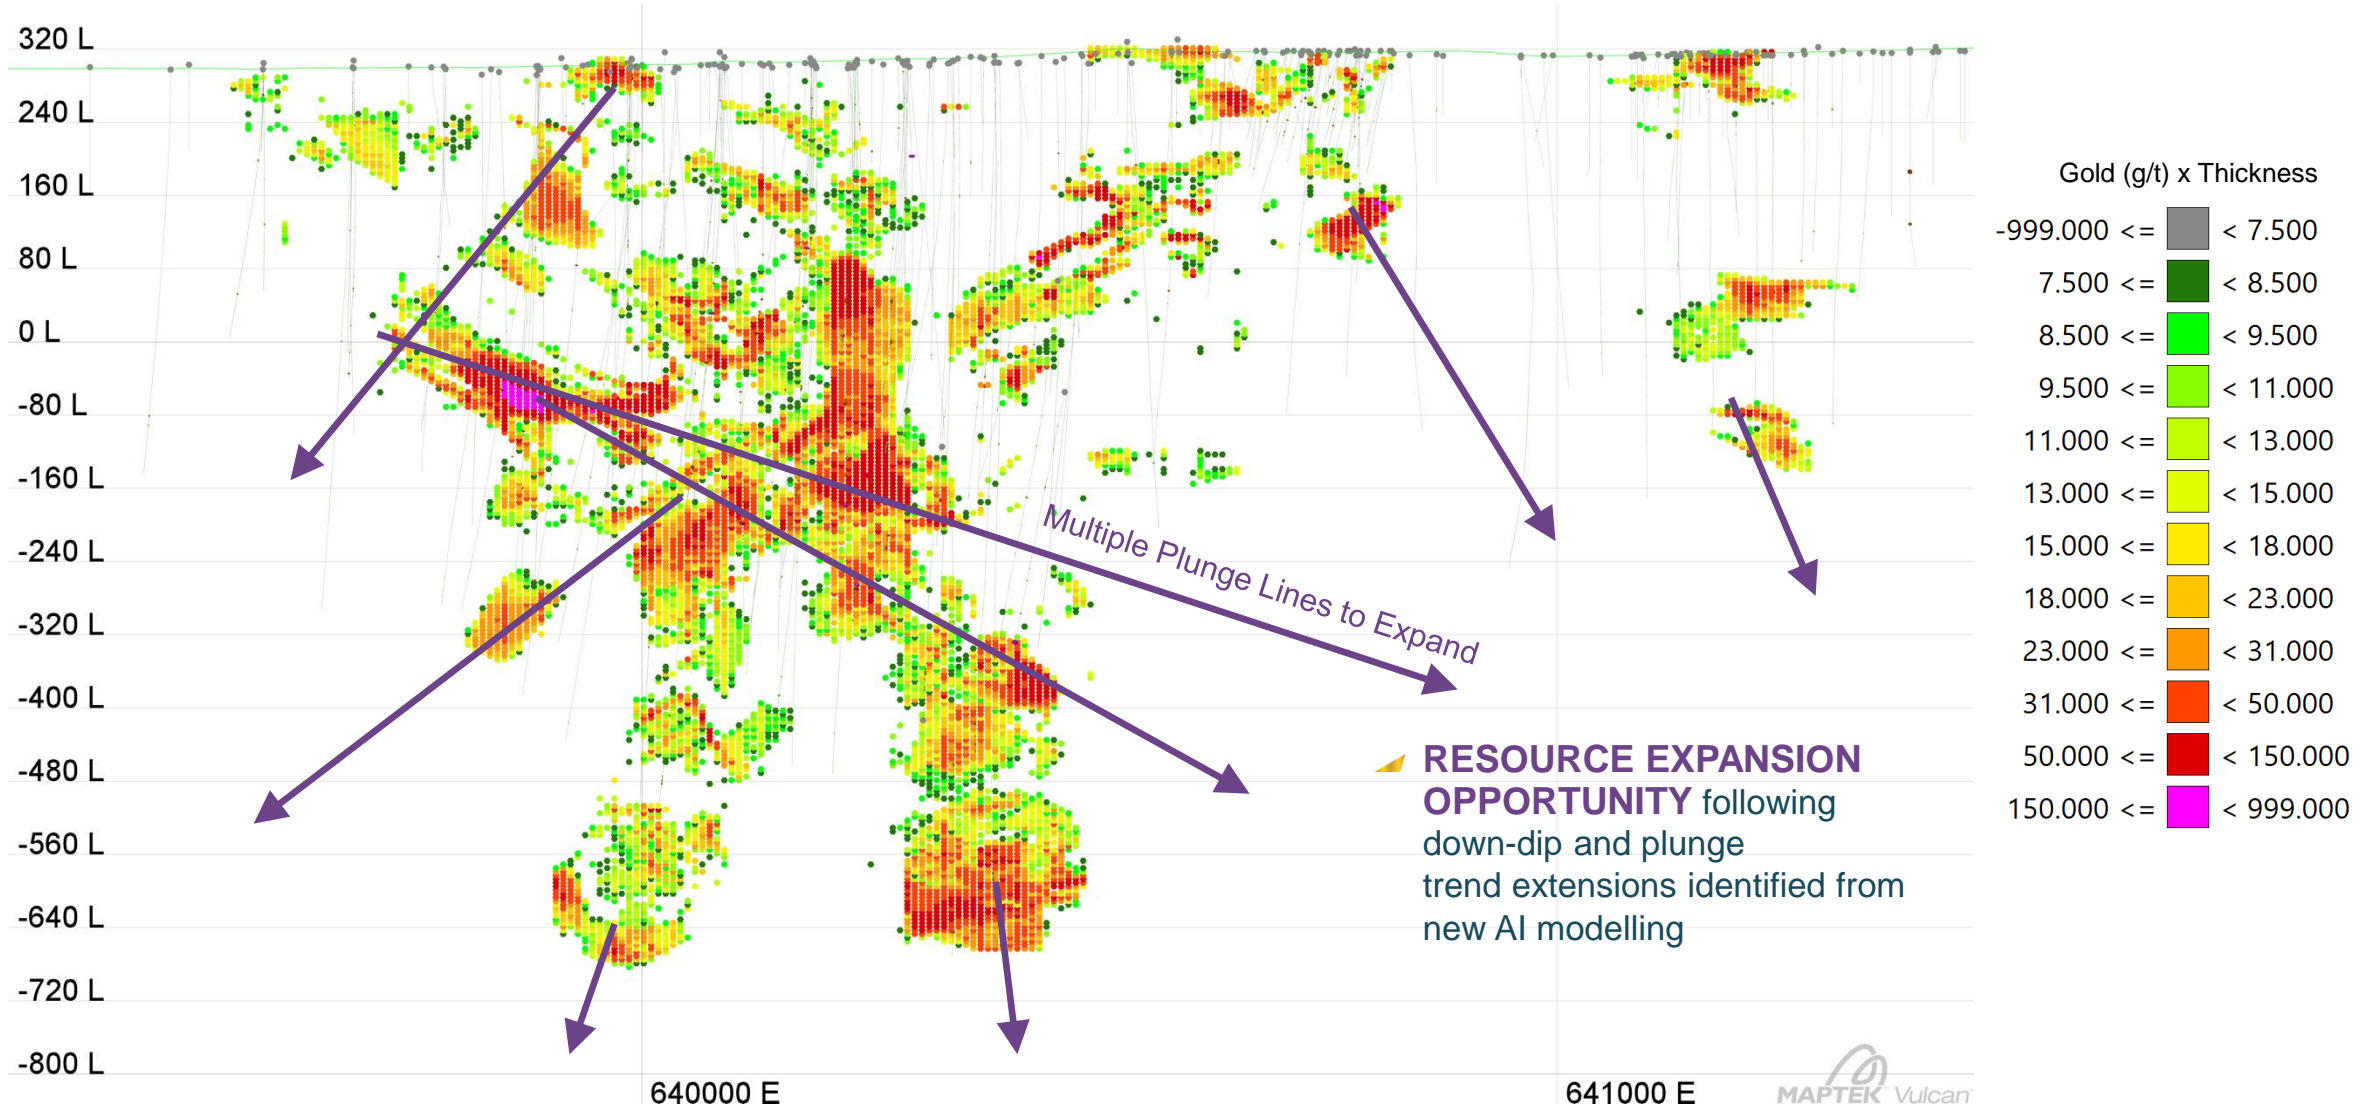 320 L
240 L
160 L
80 L
0 L
-80 L
-160 L
-240 L
-320 L
-400 L
-480 L
-560 L
-640 L
-720 L
-800 L
640000 E
641000 E
Multiple Plunge Lines to Expand
RESOURCE EXPANSION
OPPORTUNITY following
down-dip and plunge
trend extensions identified from
new AI modelling
Gold (g/t) x Thickness
-999.000 <= < 7.500
7.500 <= < 8.500
8.500 <= < 9.500
9.500 <= < 11.000
11.000 <= < 13.000
13.000 <= < 15.000
15.000 <= < 18.000
18.000 <= < 23.000
23.000 <= < 31.000
31.000 <= < 50.000
50.000 <= < 150.000
150.000 <= < 999.000
MAPTEK Vulcan